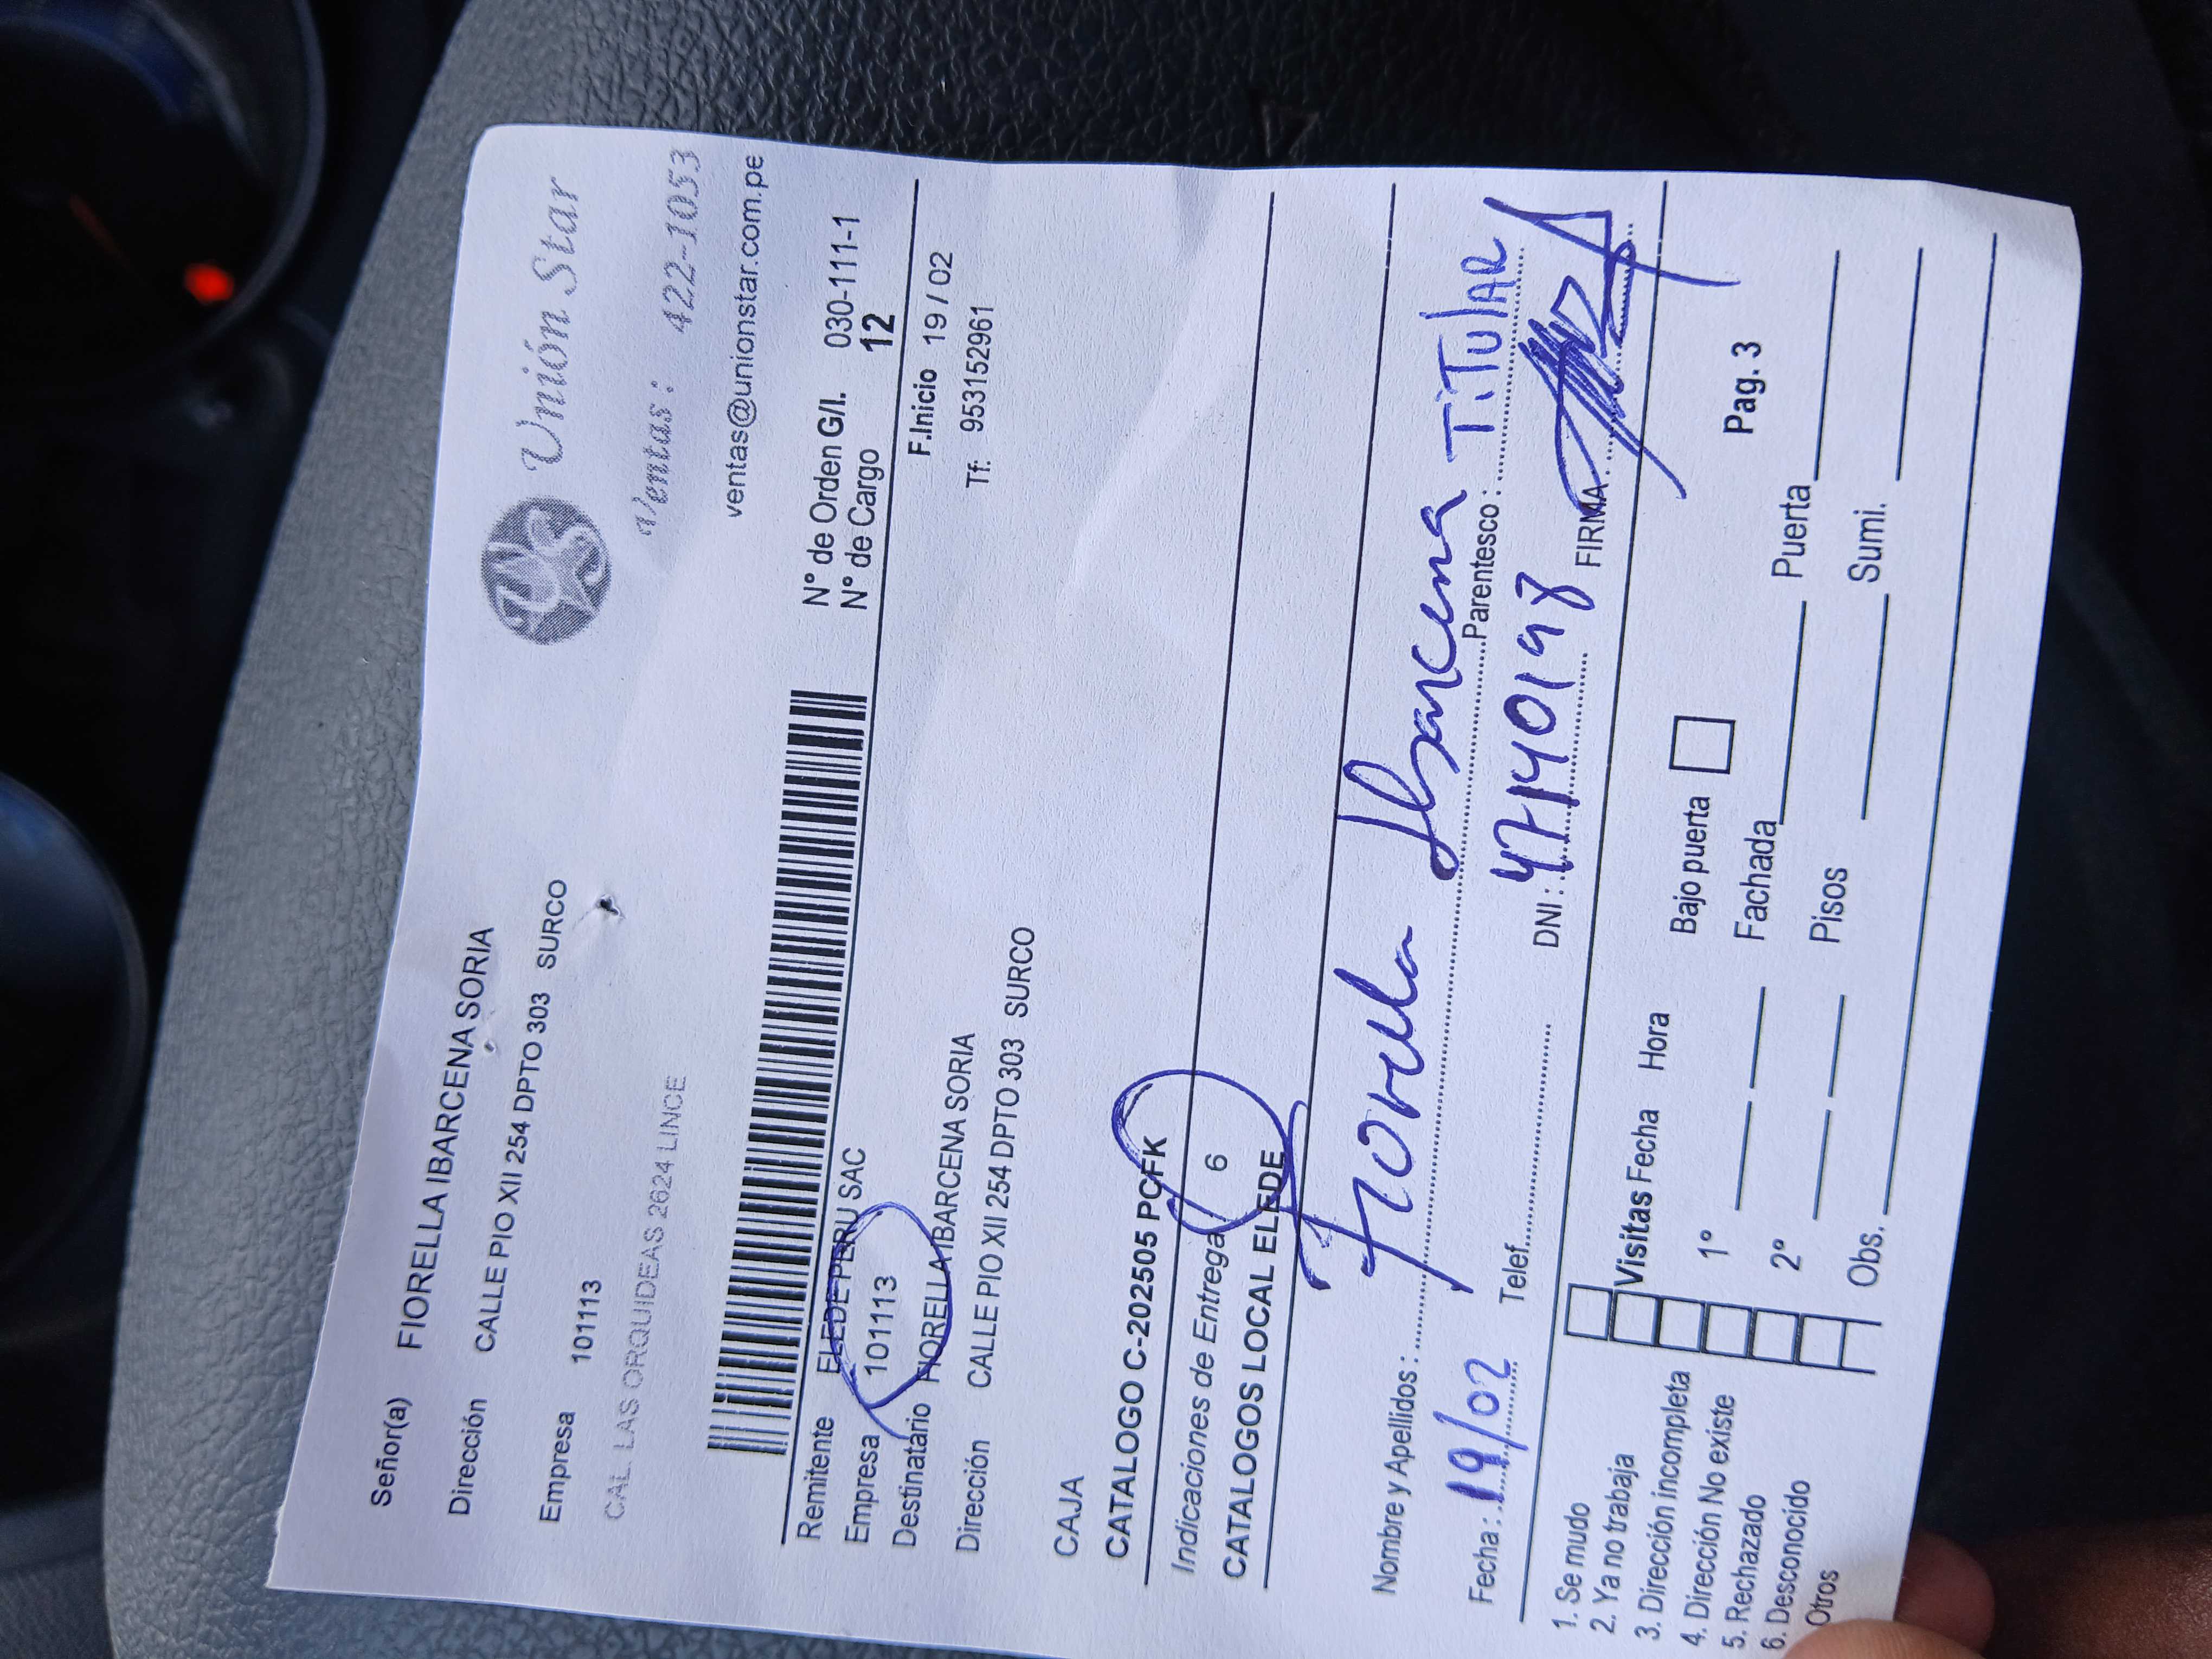 Señor(a) FIORELLA IBARCENA SORIA
Dirección CALLE PIO XII 254 DPTO 303 SURCO
Empresa 101113
CAL. LAS ORQUIDEAS 2624 LINCE
Unión Star
Ventas: 422-1053
ventas@unionstar.com.pe
N° de Orden G/I. 030-111-1
N° de Cargo 12
Remitente ELEDE PERU SAC
Empresa 101113
Destinatario FIORELLA IBARCENA SORIA
F.Inicio 19 / 02
Dirección CALLE PIO XII 254 DPTO 303 SURCO
Tf: 953152961
CAJA
CATALOGO C-202505 PCFK
Indicaciones de Entrega 6
CATALOGOS LOCAL ELEDE
Nombre y Apellidos: Fiorella Ibarcena Parentesco: TITULAR
Fecha: 19/02 Telef. DNI: 47140198 FIRMA
1. Se mudo
2. Ya no trabaja
3. Dirección incompleta
4. Dirección No existe
5. Rechazado
6. Desconocido
Otros
Visitas Fecha Hora
1º
2º
Obs.
Bajo puerta
Fachada
Pisos
Pag. 3
Puerta
Sumi.